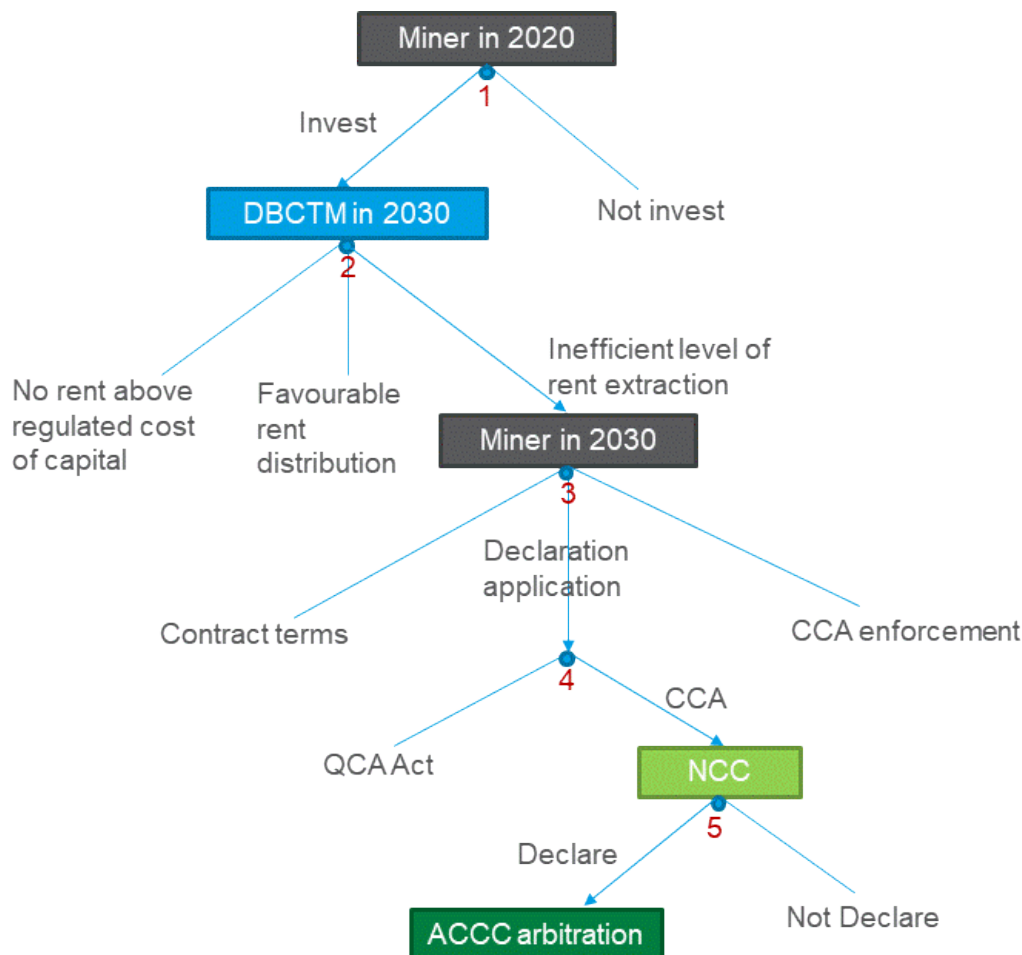 Miner in 2020
1
Invest
DBCTM in 2030
Not invest
2
No rent above
regulated cost
of capital
Favourable
rent
distribution
Inefficient level of
rent extraction
Miner in 2030
3
Declaration
application
Contract terms
CCA enforcement
4
CCA
QCA Act
NCC
5
Declare
Not Declare
ACCC arbitration